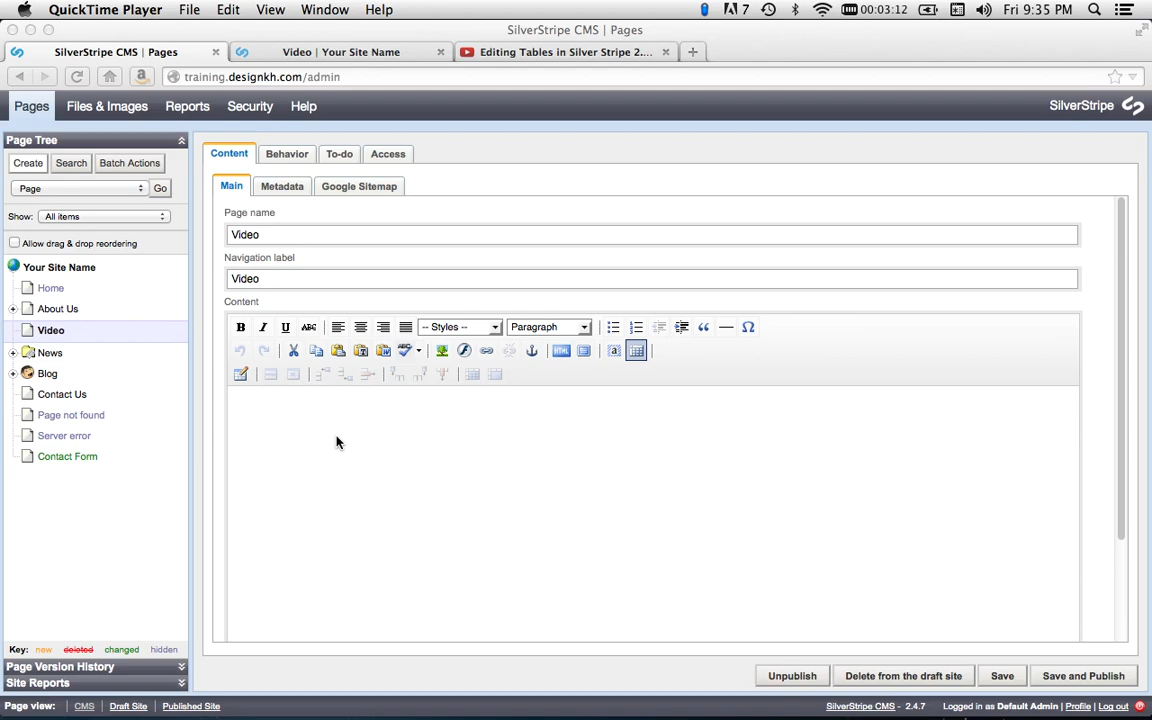 QuickTime Player File Edit View Window Help 7 00:03:12 Fri 9:35 PM
SilverStripe CMS | Pages
SilverStripe CMS | Pages Video | Your Site Name Editing Tables in Silver Stripe 2....
training.designkh.com/admin
Pages Files & Images Reports Security Help SilverStripe
Page Tree
Create Search Batch Actions
Page Go
Show: All items
Allow drag & drop reordering
Your Site Name
Home
About Us
Video
News
Blog
Contact Us
Page not found
Server error
Contact Form
Key: new deleted changed hidden
Page Version History
Site Reports
Content Behavior To-do Access
Main Metadata Google Sitemap
Page name
Video
Navigation label
Video
Content
B I U ABC -- Styles -- Paragraph
HTML
Unpublish Delete from the draft site Save Save and Publish
Page view: CMS Draft Site Published Site SilverStripe CMS - 2.4.7 Logged in as Default Admin | Profile | Log out